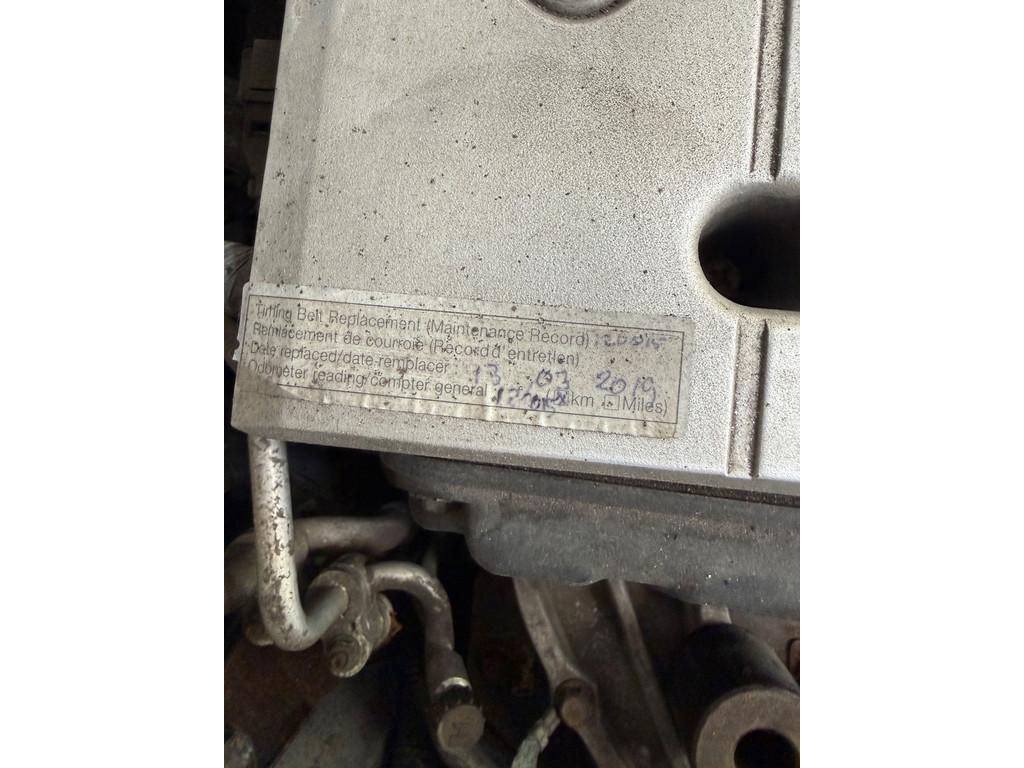 Timing Belt Replacement (Maintenance Record):
Remlacement de courroie (Record d' entretien)
Date replaced/date remplacer : 13 . 03 2019
Odometer reading/compter general km □ Miles)